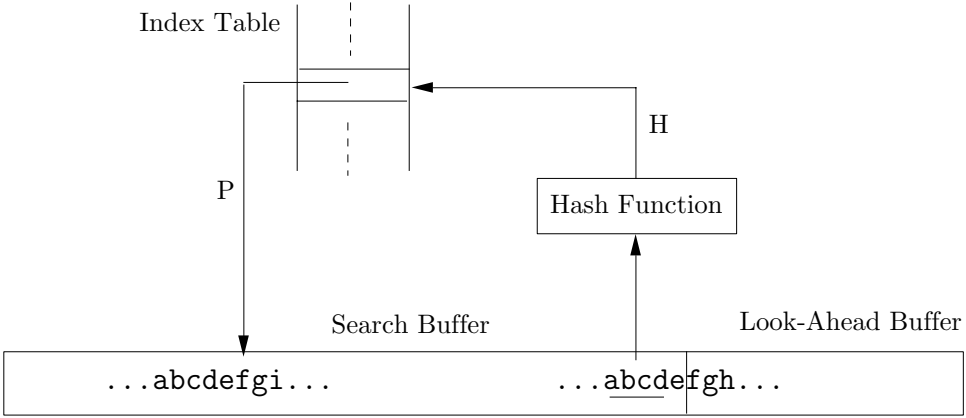 Index Table
H
P
Hash Function
Search Buffer
Look-Ahead Buffer
...abcdefgi...
...abcdefgh...